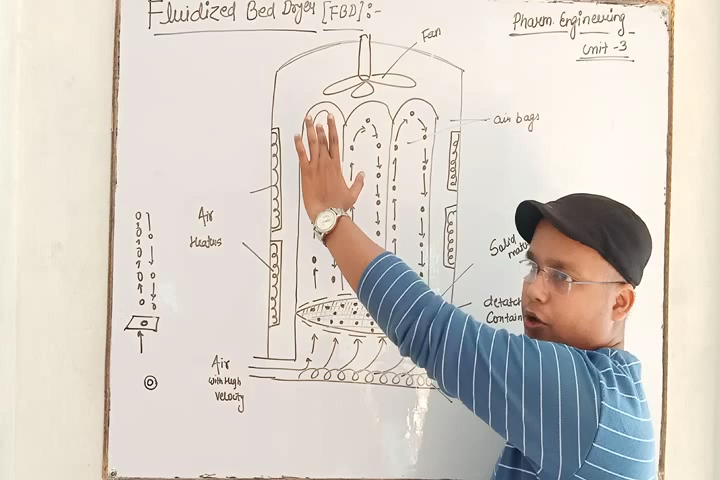 Fluidized Bed Dryer [FBD]:-
Pharm. Engineering
Unit -3
Fan
air bags
Air
Heaters
Solid
detatch
Contain
Air
with High
Velocity